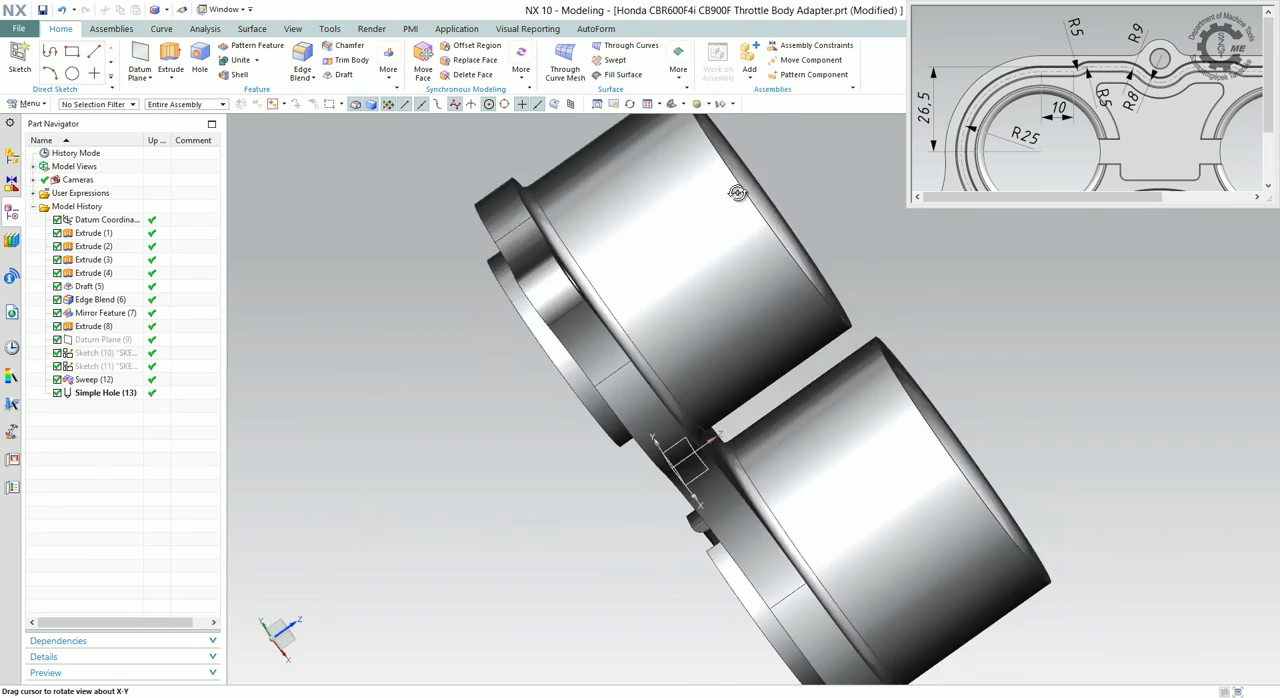 NX
Window
NX 10 - Modeling - [Honda CBR600F4i CB900F Throttle Body Adapter.prt (Modified) ]
File Home Assemblies Curve Analysis Surface View Tools Render PMI Application Visual Reporting AutoForm
Sketch
Direct Sketch
Datum Plane
Extrude
Hole
Pattern Feature
Unite
Shell
Edge Blend
Chamfer
Trim Body
Draft
More
Feature
Move Face
Offset Region
Replace Face
Delete Face
More
Synchronous Modeling
Through Curve Mesh
Through Curves
Swept
Fill Surface
More
Surface
Work on Assembly
Add
Assembly Constraints
Move Component
Pattern Component
Assemblies
Menu
No Selection Filter
Entire Assembly
Part Navigator
Name Up ... Comment
History Mode
Model Views
Cameras
User Expressions
Model History
Datum Coordina...
Extrude (1)
Extrude (2)
Extrude (3)
Extrude (4)
Draft (5)
Edge Blend (6)
Mirror Feature (7)
Extrude (8)
Datum Plane (9)
Sketch (10) "SKE...
Sketch (11) "SKE...
Sweep (12)
Simple Hole (13)
Dependencies
Details
Preview
Drag cursor to rotate view about X-Y
R5
R9
26,5
10
R5
R8
R25
Department of Machine Tools
ME
Y
Z
X
Y
Z
X